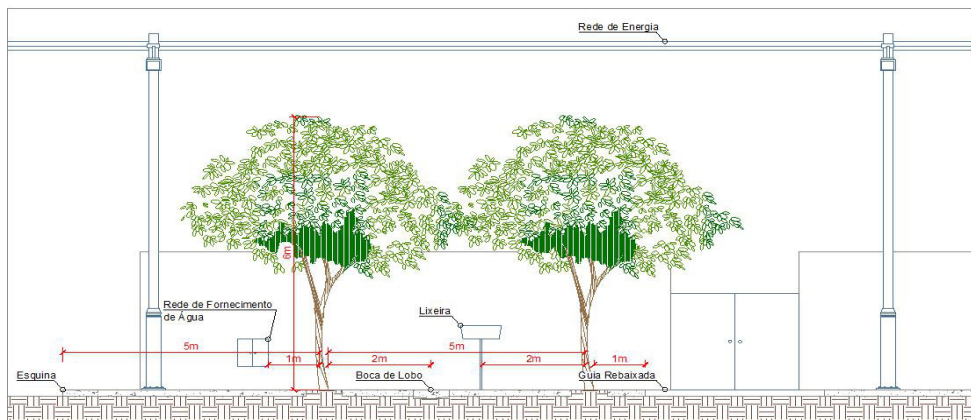 Rede de Energia
6m
Rede de Fornecimento
de Água
Lixeira
5m
5m
1m
2m
2m
1m
Esquina
Boca de Lobo
Guia Rebaixada